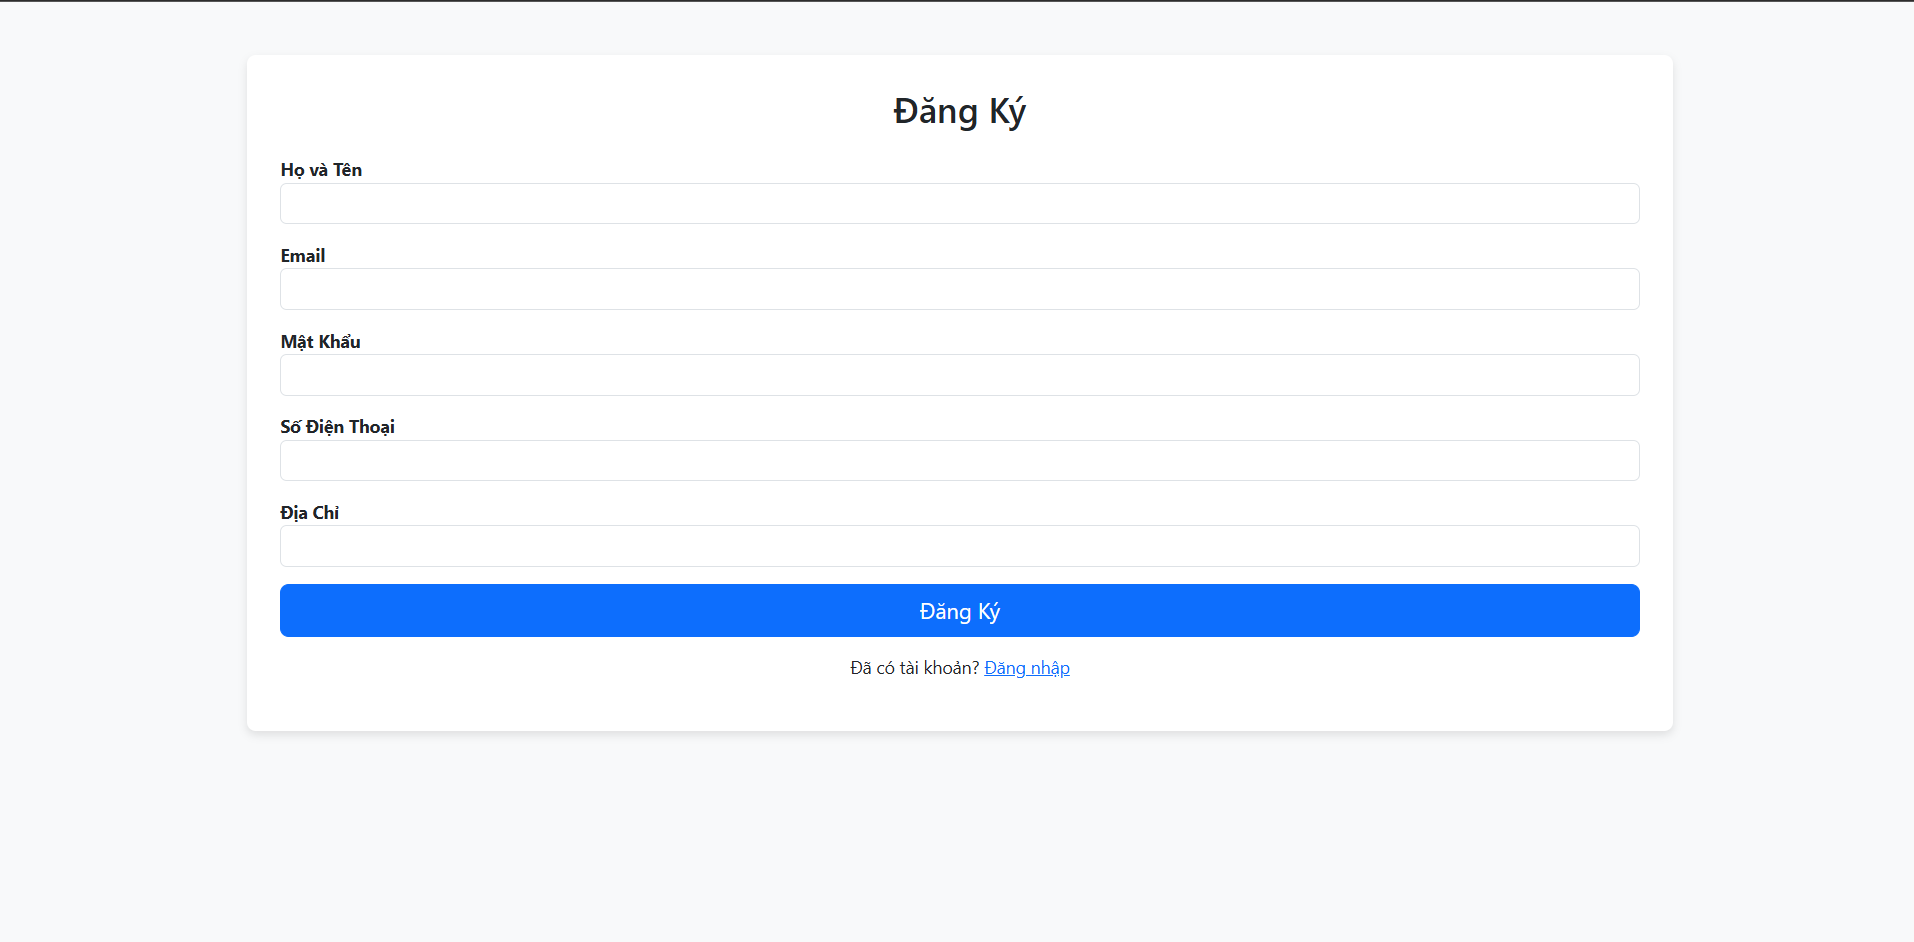 Đăng Ký
Họ và Tên
Email
Mật Khẩu
Số Điện Thoại
Địa Chỉ
Đăng Ký
Đã có tài khoản? Đăng nhập